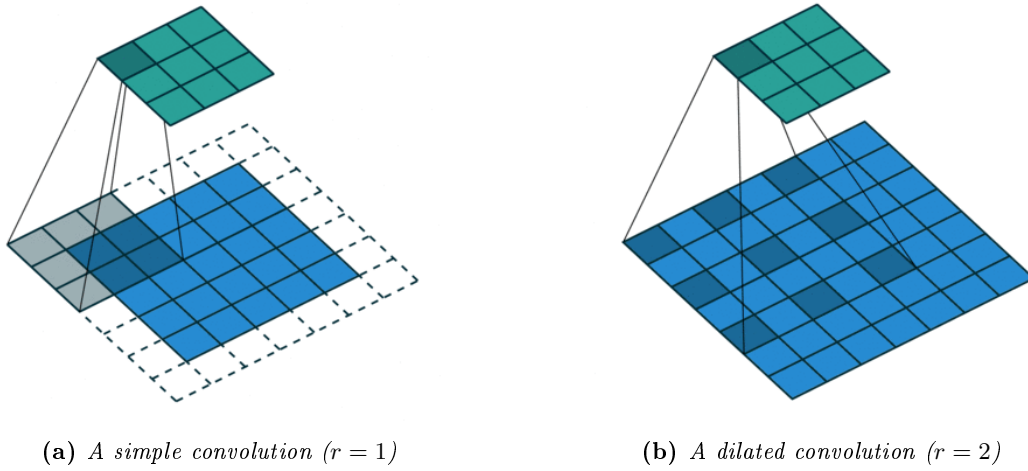 (a) A simple convolution (r = 1)
(b) A dilated convolution (r = 2)